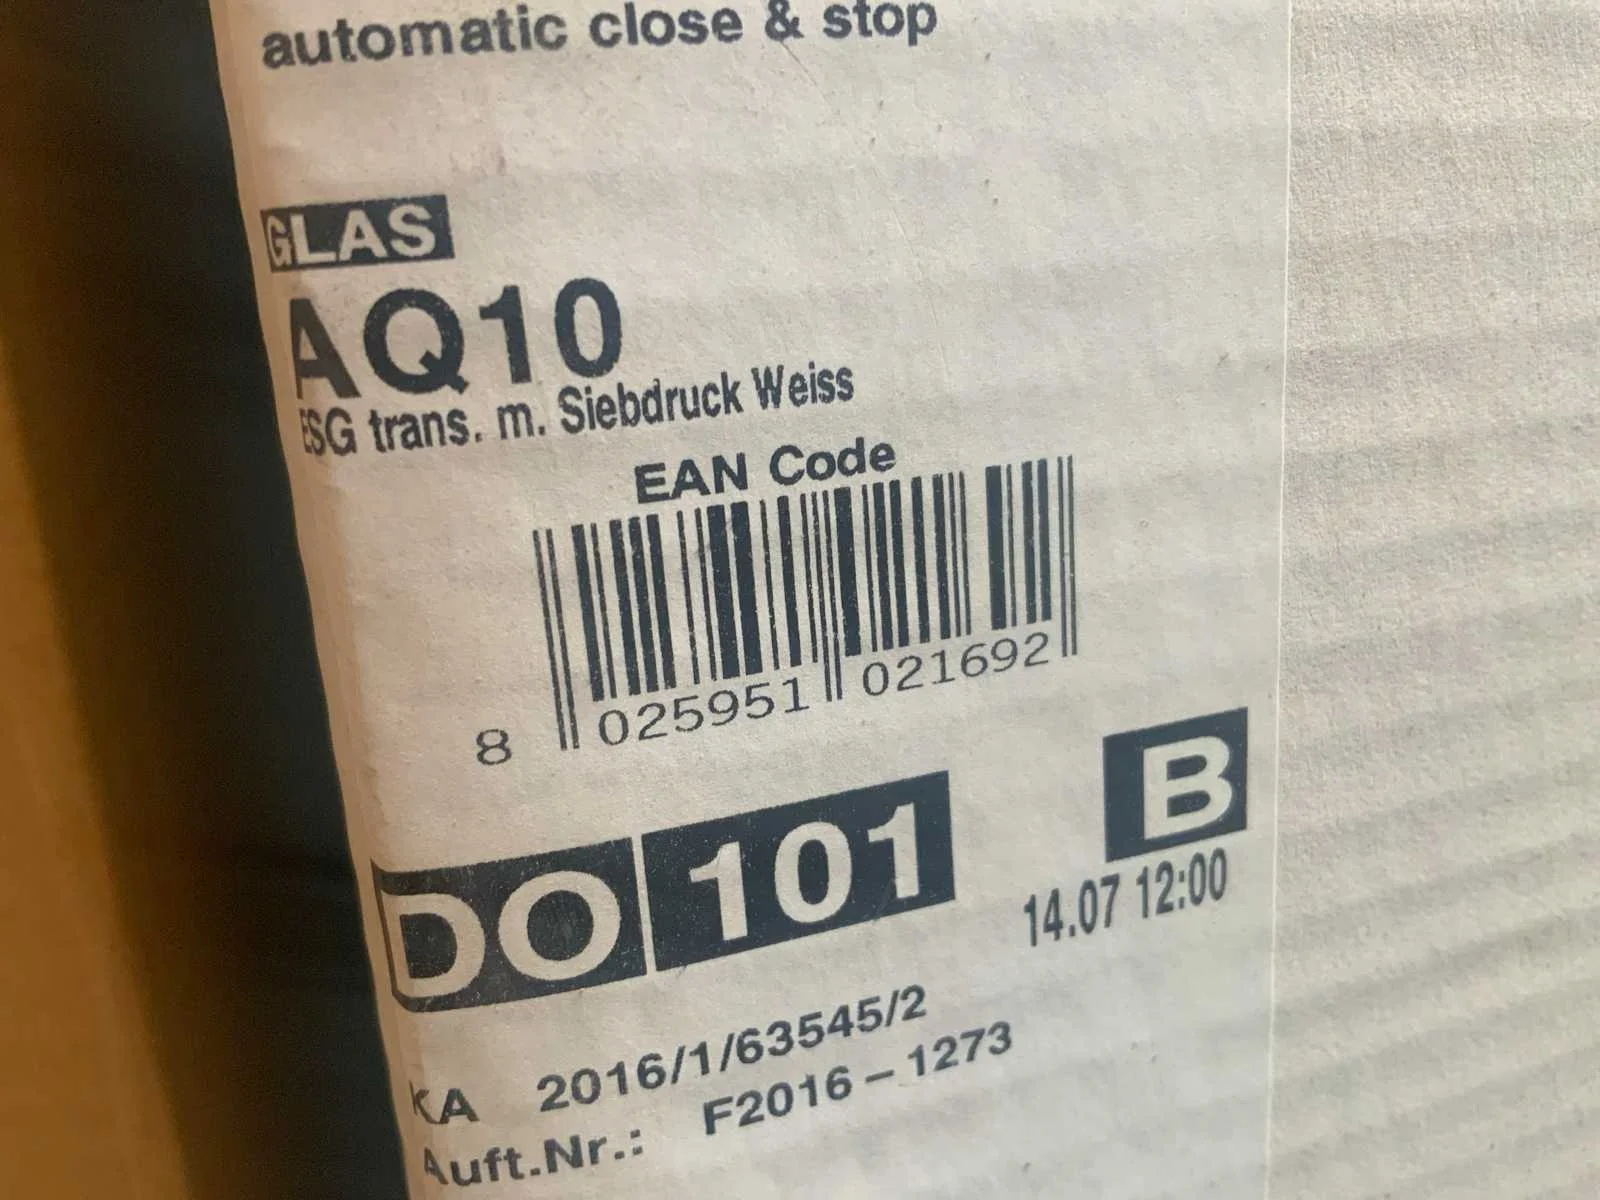 automatic close & stop
GLAS
AQ10
ESG trans. m. Siebdruck Weiss
EAN Code
8 025951 021692
DO 101 B
14.07 12:00
KA 2016/1/63545/2
Auft.Nr.: F2016-1273